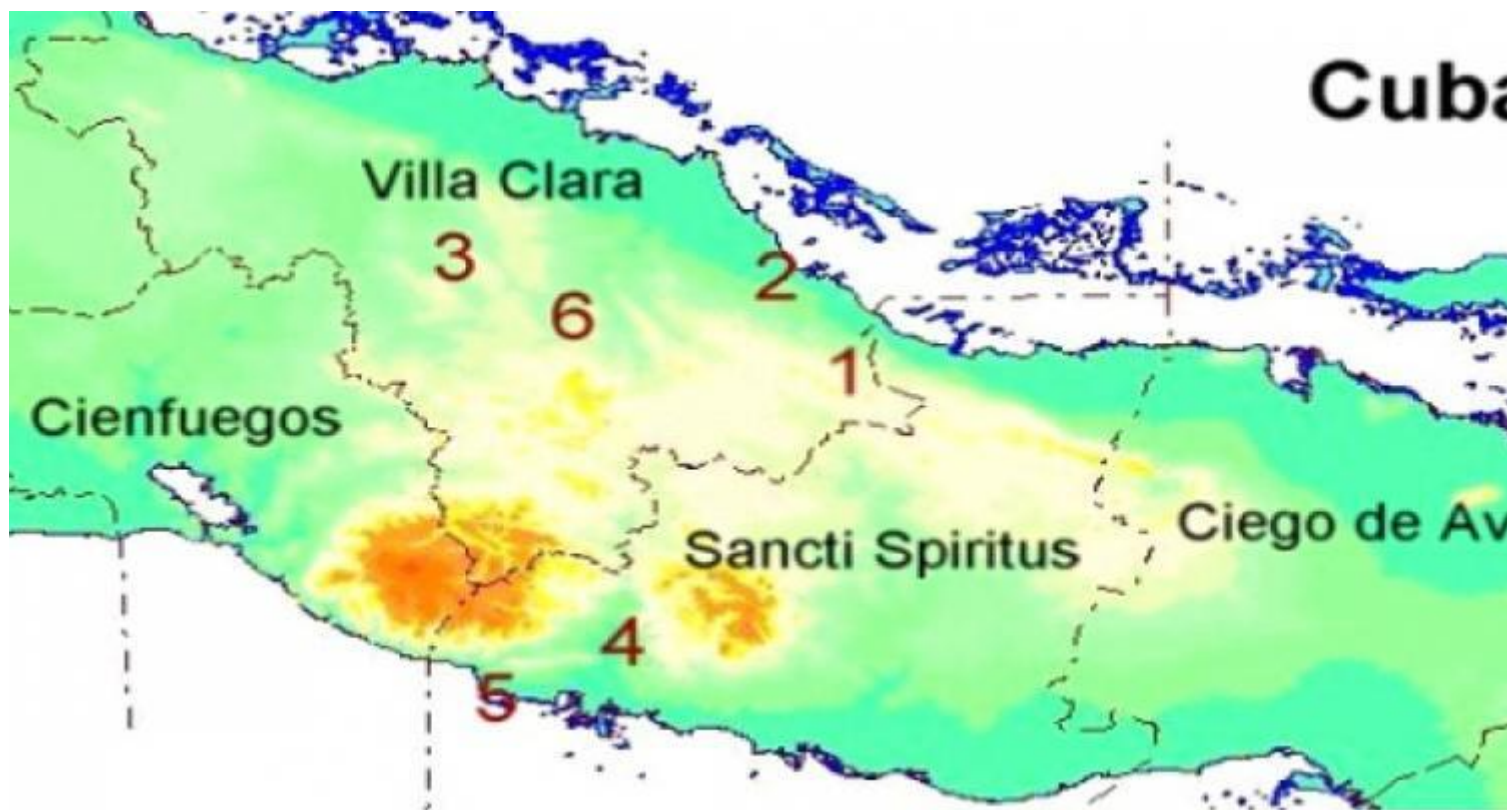 Cuba
Villa Clara
3
2
6
1
Cienfuegos
Sancti Spiritus
Ciego de Av
4
5